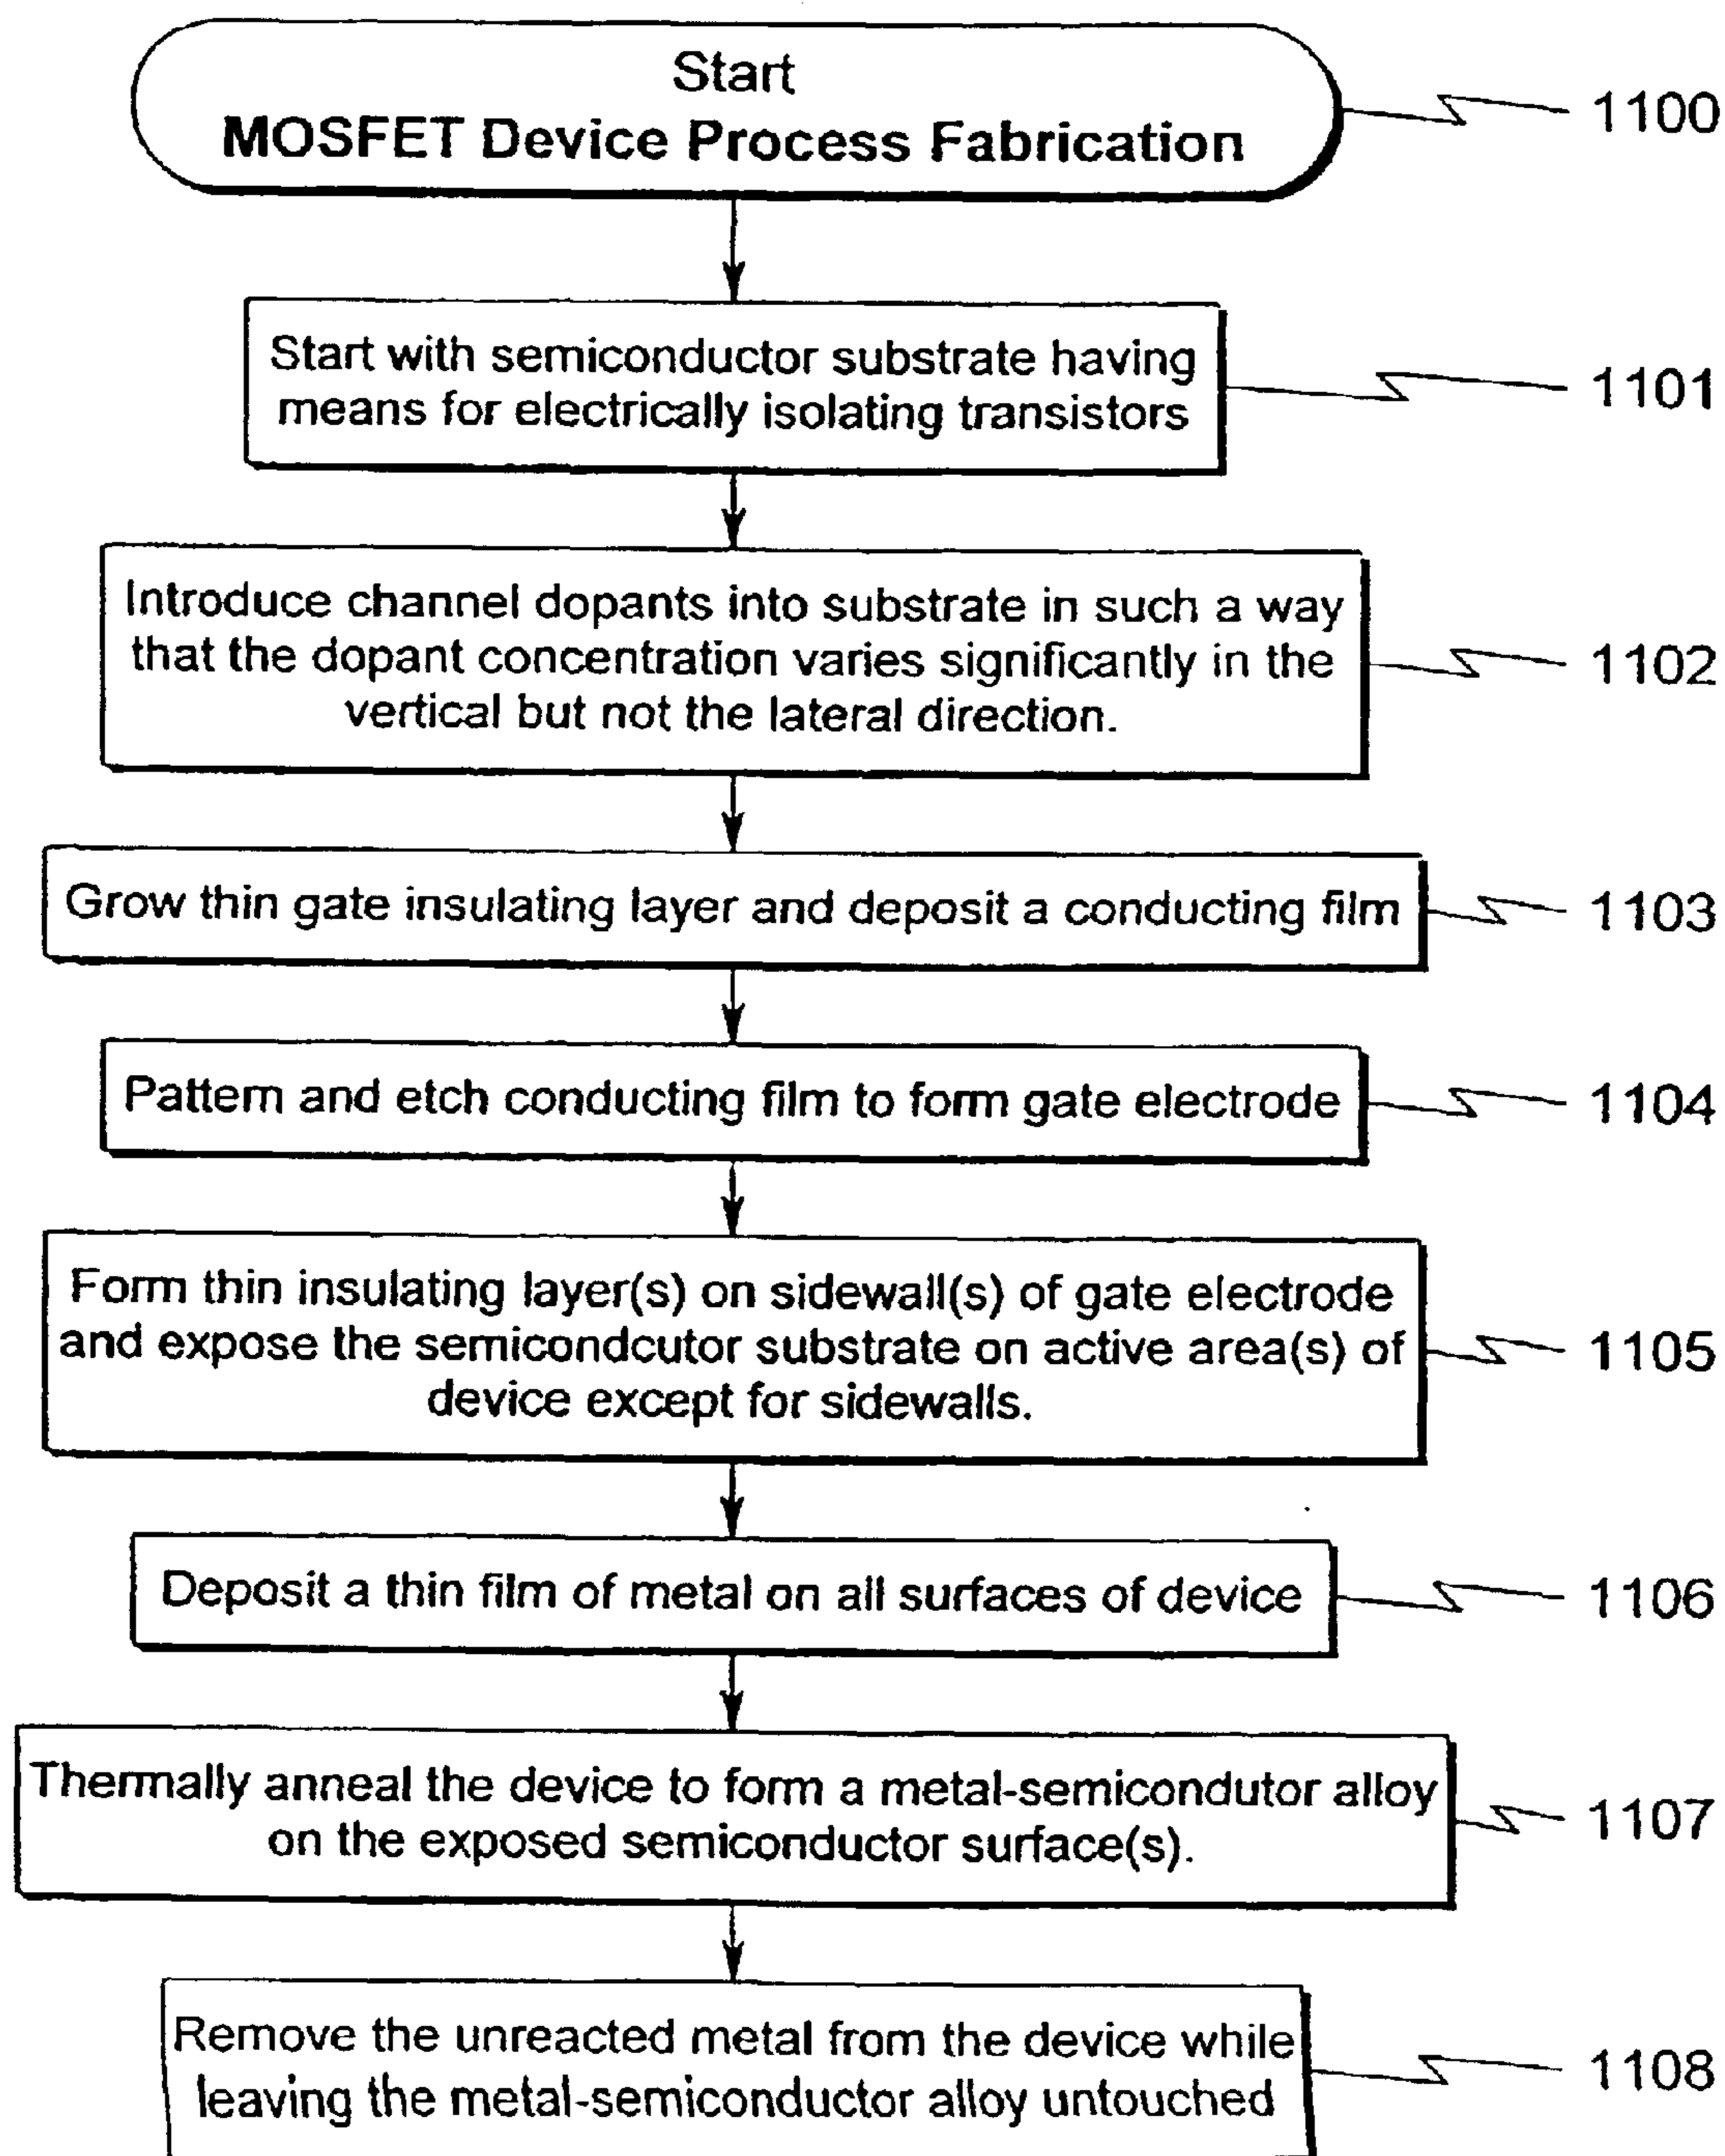 Start
MOSFET Device Process Fabrication
1100
Start with semiconductor substrate having
means for electrically isolating transistors
1101
Introduce channel dopants into substrate in such a way
that the dopant concentration varies significantly in the
vertical but not the lateral direction.
1102
Grow thin gate insulating layer and deposit a conducting film
1103
Pattern and etch conducting film to form gate electrode
1104
Form thin insulating layer(s) on sidewall(s) of gate electrode
and expose the semicondcutor substrate on active area(s) of
device except for sidewalls.
1105
Deposit a thin film of metal on all surfaces of device
1106
Thermally anneal the device to form a metal-semicondutor alloy
on the exposed semiconductor surface(s).
1107
Remove the unreacted metal from the device while
leaving the metal-semiconductor alloy untouched
1108